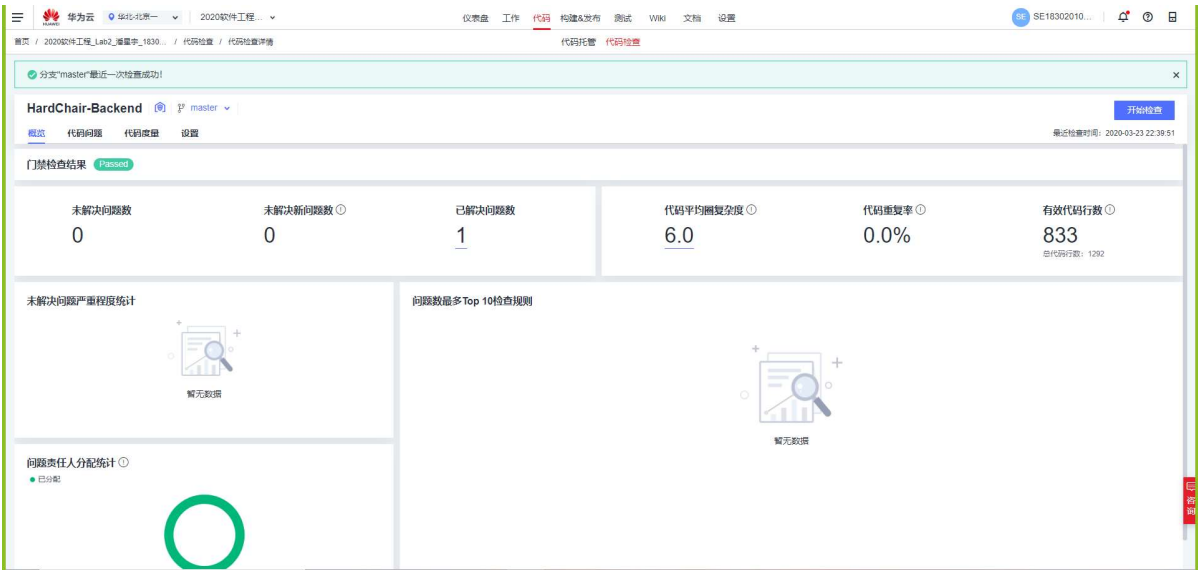 HUAWEI 华为云 华北-北京一 2020软件工程... 仪表盘 工作 代码 构建&发布 测试 Wiki 文档 设置 SE SE18302010...
首页 / 2020软件工程_Lab2_潘星宇_1830... / 代码检查 / 代码检查详情 代码托管 代码检查
分支"master"最近一次检查成功!
HardChair-Backend master 开始检查
概览 代码问题 代码度量 设置 最近检查时间: 2020-03-23 22:39:51
门禁检查结果 Passed
未解决问题数 未解决新问题数 已解决问题数 代码平均圈复杂度 代码重复率 有效代码行数
0 0 1 6.0 0.0% 833
总代码行数: 1292
未解决问题严重程度统计 问题数最多Top 10检查规则
暂无数据
暂无数据
问题责任人分配统计
已分配
咨询